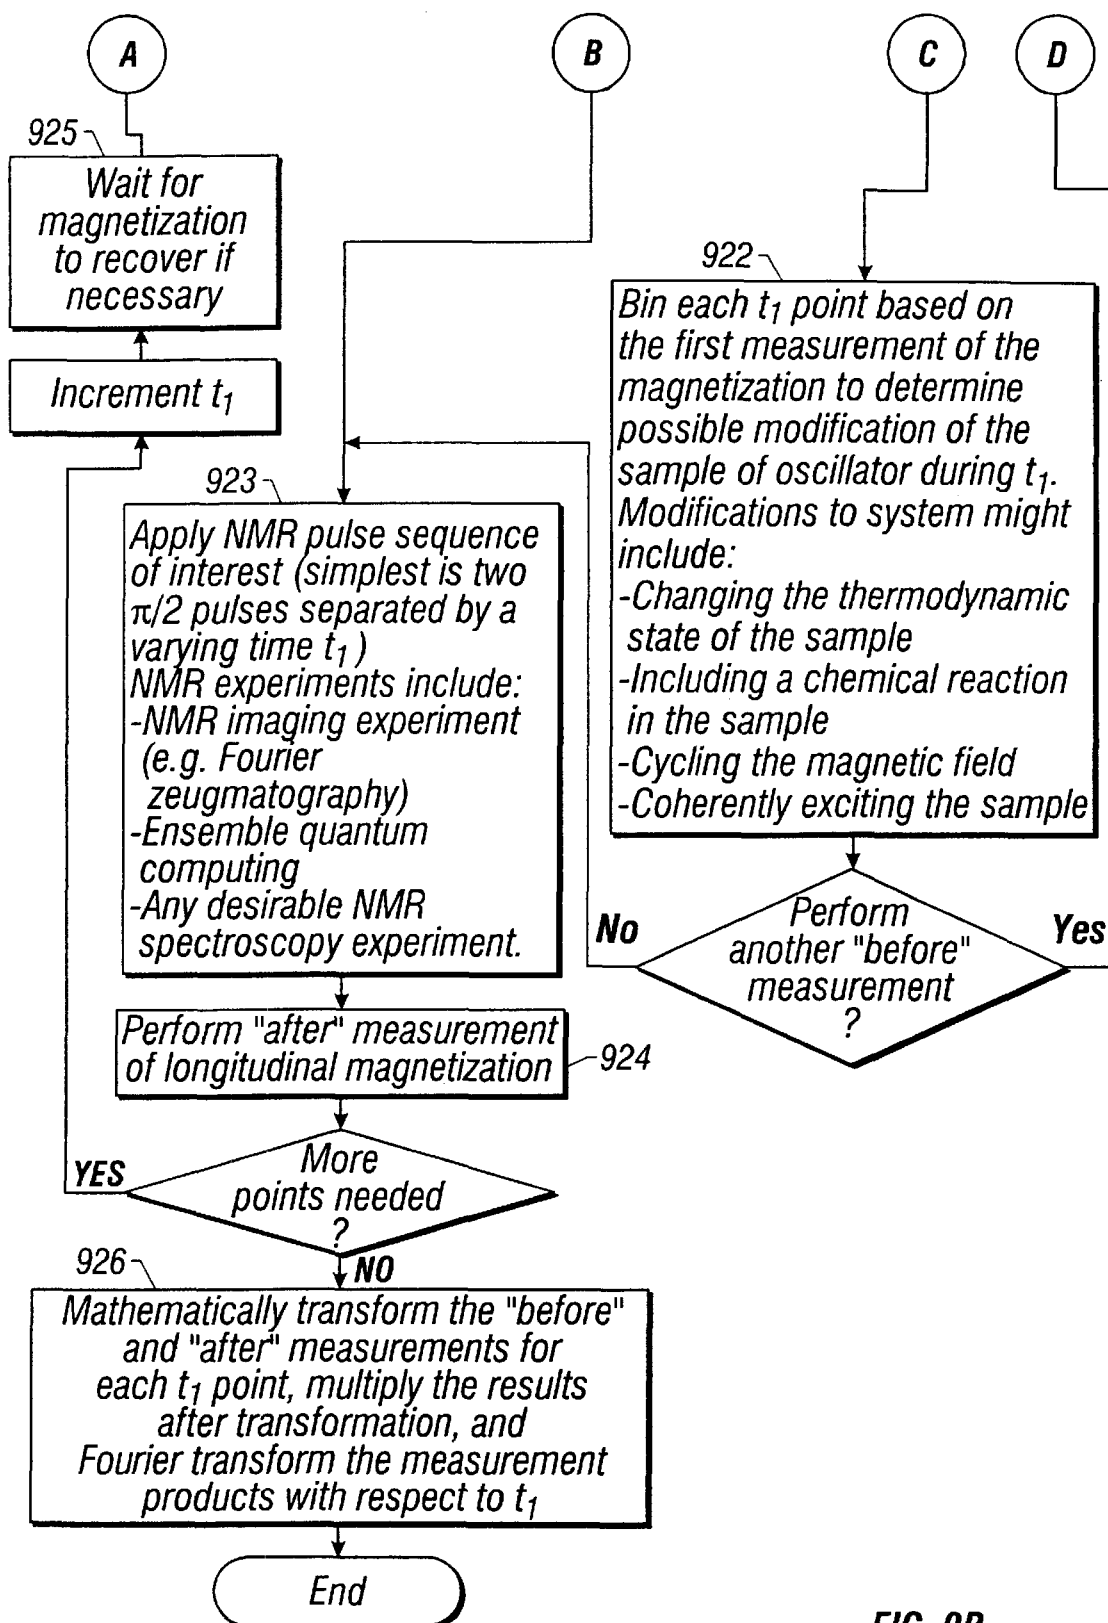 A
B
C
D
925
Wait for
magnetization
to recover if
necessary
Increment t1
922
Bin each t1 point based on
the first measurement of the
magnetization to determine
possible modification of the
sample of oscillator during t1.
Modifications to system might
include:
-Changing the thermodynamic
state of the sample
-Including a chemical reaction
in the sample
-Cycling the magnetic field
-Coherently exciting the sample
No
Perform
another "before"
measurement
?
Yes
923
Apply NMR pulse sequence
of interest (simplest is two
π/2 pulses separated by a
varying time t1)
NMR experiments include:
-NMR imaging experiment
(e.g. Fourier
zeugmatography)
-Ensemble quantum
computing
-Any desirable NMR
spectroscopy experiment.
Perform "after" measurement
of longitudinal magnetization
924
YES
More
points needed
?
NO
926
Mathematically transform the "before"
and "after" measurements for
each t1 point, multiply the results
after transformation, and
Fourier transform the measurement
products with respect to t1
End